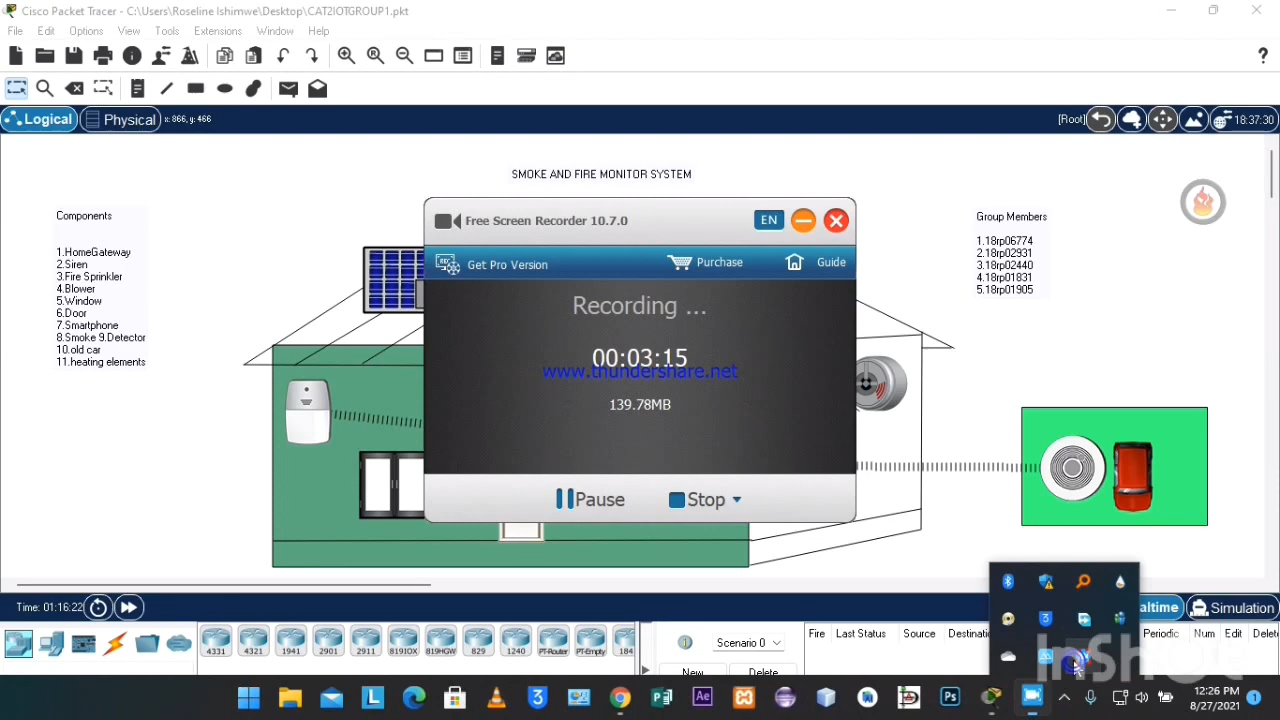 Cisco Packet Tracer - C:\Users\Roseline Ishimwe\Desktop\CAT2IOTGROUP1.pkt
File Edit Options View Tools Extensions Window Help
?
Logical Physical x: 866, y: 466 [Root] 18:37:30
SMOKE AND FIRE MONITOR SYSTEM
Components
1.HomeGateway
2.Siren
3.Fire Sprinkler
4.Blower
5.Window
6.Door
7.Smartphone
8.Smoke 9.Detector
10.old car
11.heating elements
Group Members
1.18rp06774
2.18rp02931
3.18rp02440
4.18rp01831
5.18rp01905
Free Screen Recorder 10.7.0 EN
Get Pro Version Purchase Guide
Recording ...
00:03:15
www.thundershare.net
139.78MB
Pause Stop
Time: 01:16:22 altime Simulation
4331 4321 1941 2901 2911 819IOX 819HGW 829 1240 PT-Router PT-Empty 184
Scenario 0
New Delete
Fire Last Status Source Destinati Periodic Num Edit Delet
InShOt
12:26 PM
8/27/2021